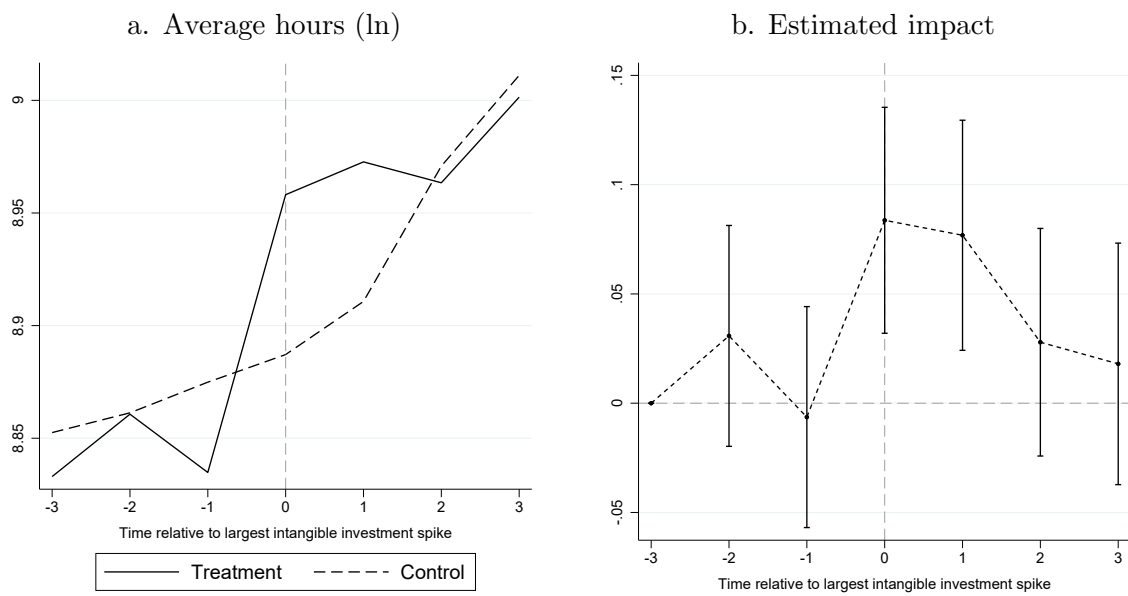 a. Average hours (ln)
9
8.95
8.9
8.85
-3 -2 -1 0 1 2 3
Time relative to largest intangible investment spike
Treatment Control
b. Estimated impact
.15
.1
.05
0
-.05
-3 -2 -1 0 1 2 3
Time relative to largest intangible investment spike